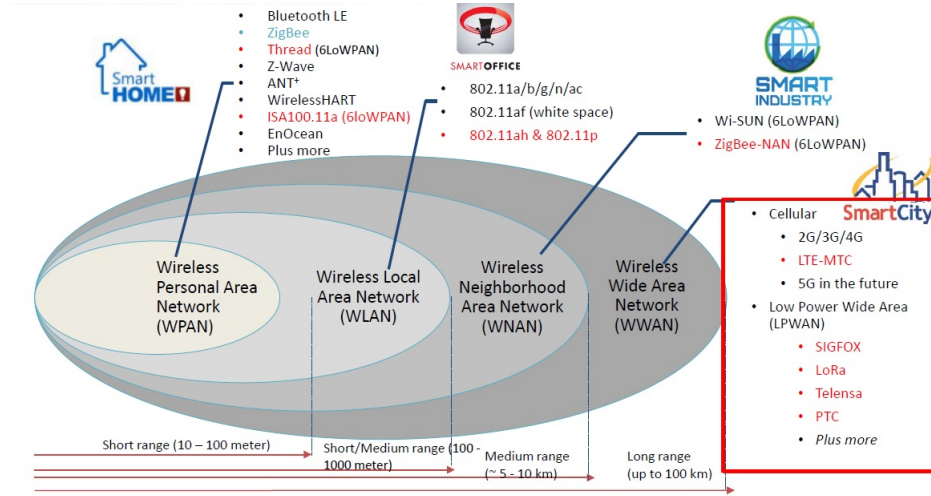 • Bluetooth LE
• ZigBee
• Thread (6LoWPAN)
• Z-Wave
• ANT⁺
• WirelessHART
• ISA100.11a (6loWPAN)
• EnOcean
• Plus more
Smart
HOME
SMARTOFFICE
• 802.11a/b/g/n/ac
• 802.11af (white space)
• 802.11ah & 802.11p
SMART
INDUSTRY
• Wi-SUN (6LoWPAN)
• ZigBee-NAN (6LoWPAN)
SmartCity
• Cellular
• 2G/3G/4G
• LTE-MTC
• 5G in the future
• Low Power Wide Area
(LPWAN)
• SIGFOX
• LoRa
• Telensa
• PTC
• Plus more
Wireless
Personal Area
Network
(WPAN)
Wireless Local
Area Network
(WLAN)
Wireless
Neighborhood
Area Network
(WNAN)
Wireless
Wide Area
Network
(WWAN)
Short range (10 – 100 meter)
Short/Medium range (100 -
1000 meter)
Medium range
(~ 5 - 10 km)
Long range
(up to 100 km)